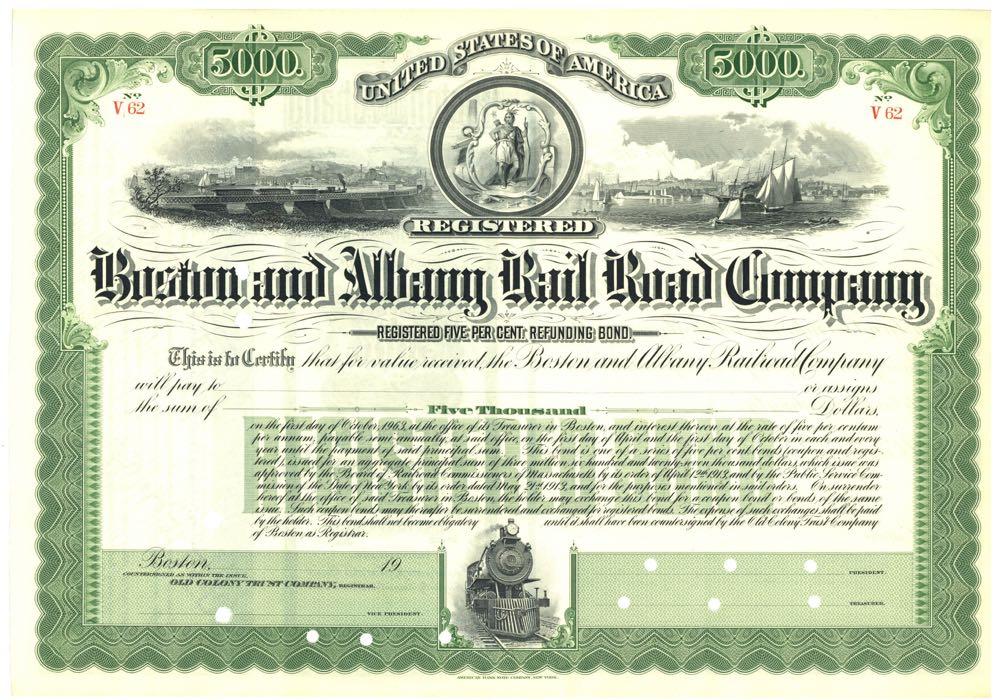 5000.
UNITED STATES OF AMERICA
5000.
No
V 62
No
V 62
REGISTERED
Boston and Albany Rail Road Company
REGISTERED FIVE PER CENT. REFUNDING BOND.
This is to Certify that for value received, the Boston and Albany Railroad Company
will pay to or assigns
the sum of Five Thousand Dollars,
on the first day of October, 1963, at the office of its Treasurer in Boston, and interest thereon at the rate of five per centum
per annum, payable semi-annually, at said office, on the first day of April and the first day of October in each and every
year until the payment of said principal sum. This bond is one of a series of five per cent. bonds (coupon and regis-
tered), issued for an aggregate principal sum of three million six hundred and twenty-seven thousand dollars, which issue was
approved by the Board of Railroad Commissioners of Massachusetts by its order of April 2nd 1913, and by the Public Service Com-
mission of the State of New York by its order dated May 2nd 1913, and for the purposes mentioned in said orders. On surrender
hereof at the office of said Treasurer in Boston, the holder may exchange this bond for a coupon bond or bonds of the same
issue. Such coupon bonds may thereafter be surrendered and exchanged for registered bonds. The expense of such exchanges shall be paid
by the holder. This bond shall not become obligatory until it shall have been countersigned by the Old Colony Trust Company
of Boston as Registrar.
Boston, 19
COUNTERSIGNED AS WITHIN THE ISSUE,
OLD COLONY TRUST COMPANY, REGISTRAR.
PRESIDENT.
VICE PRESIDENT.
TREASURER.
AMERICAN BANK NOTE COMPANY, NEW YORK.